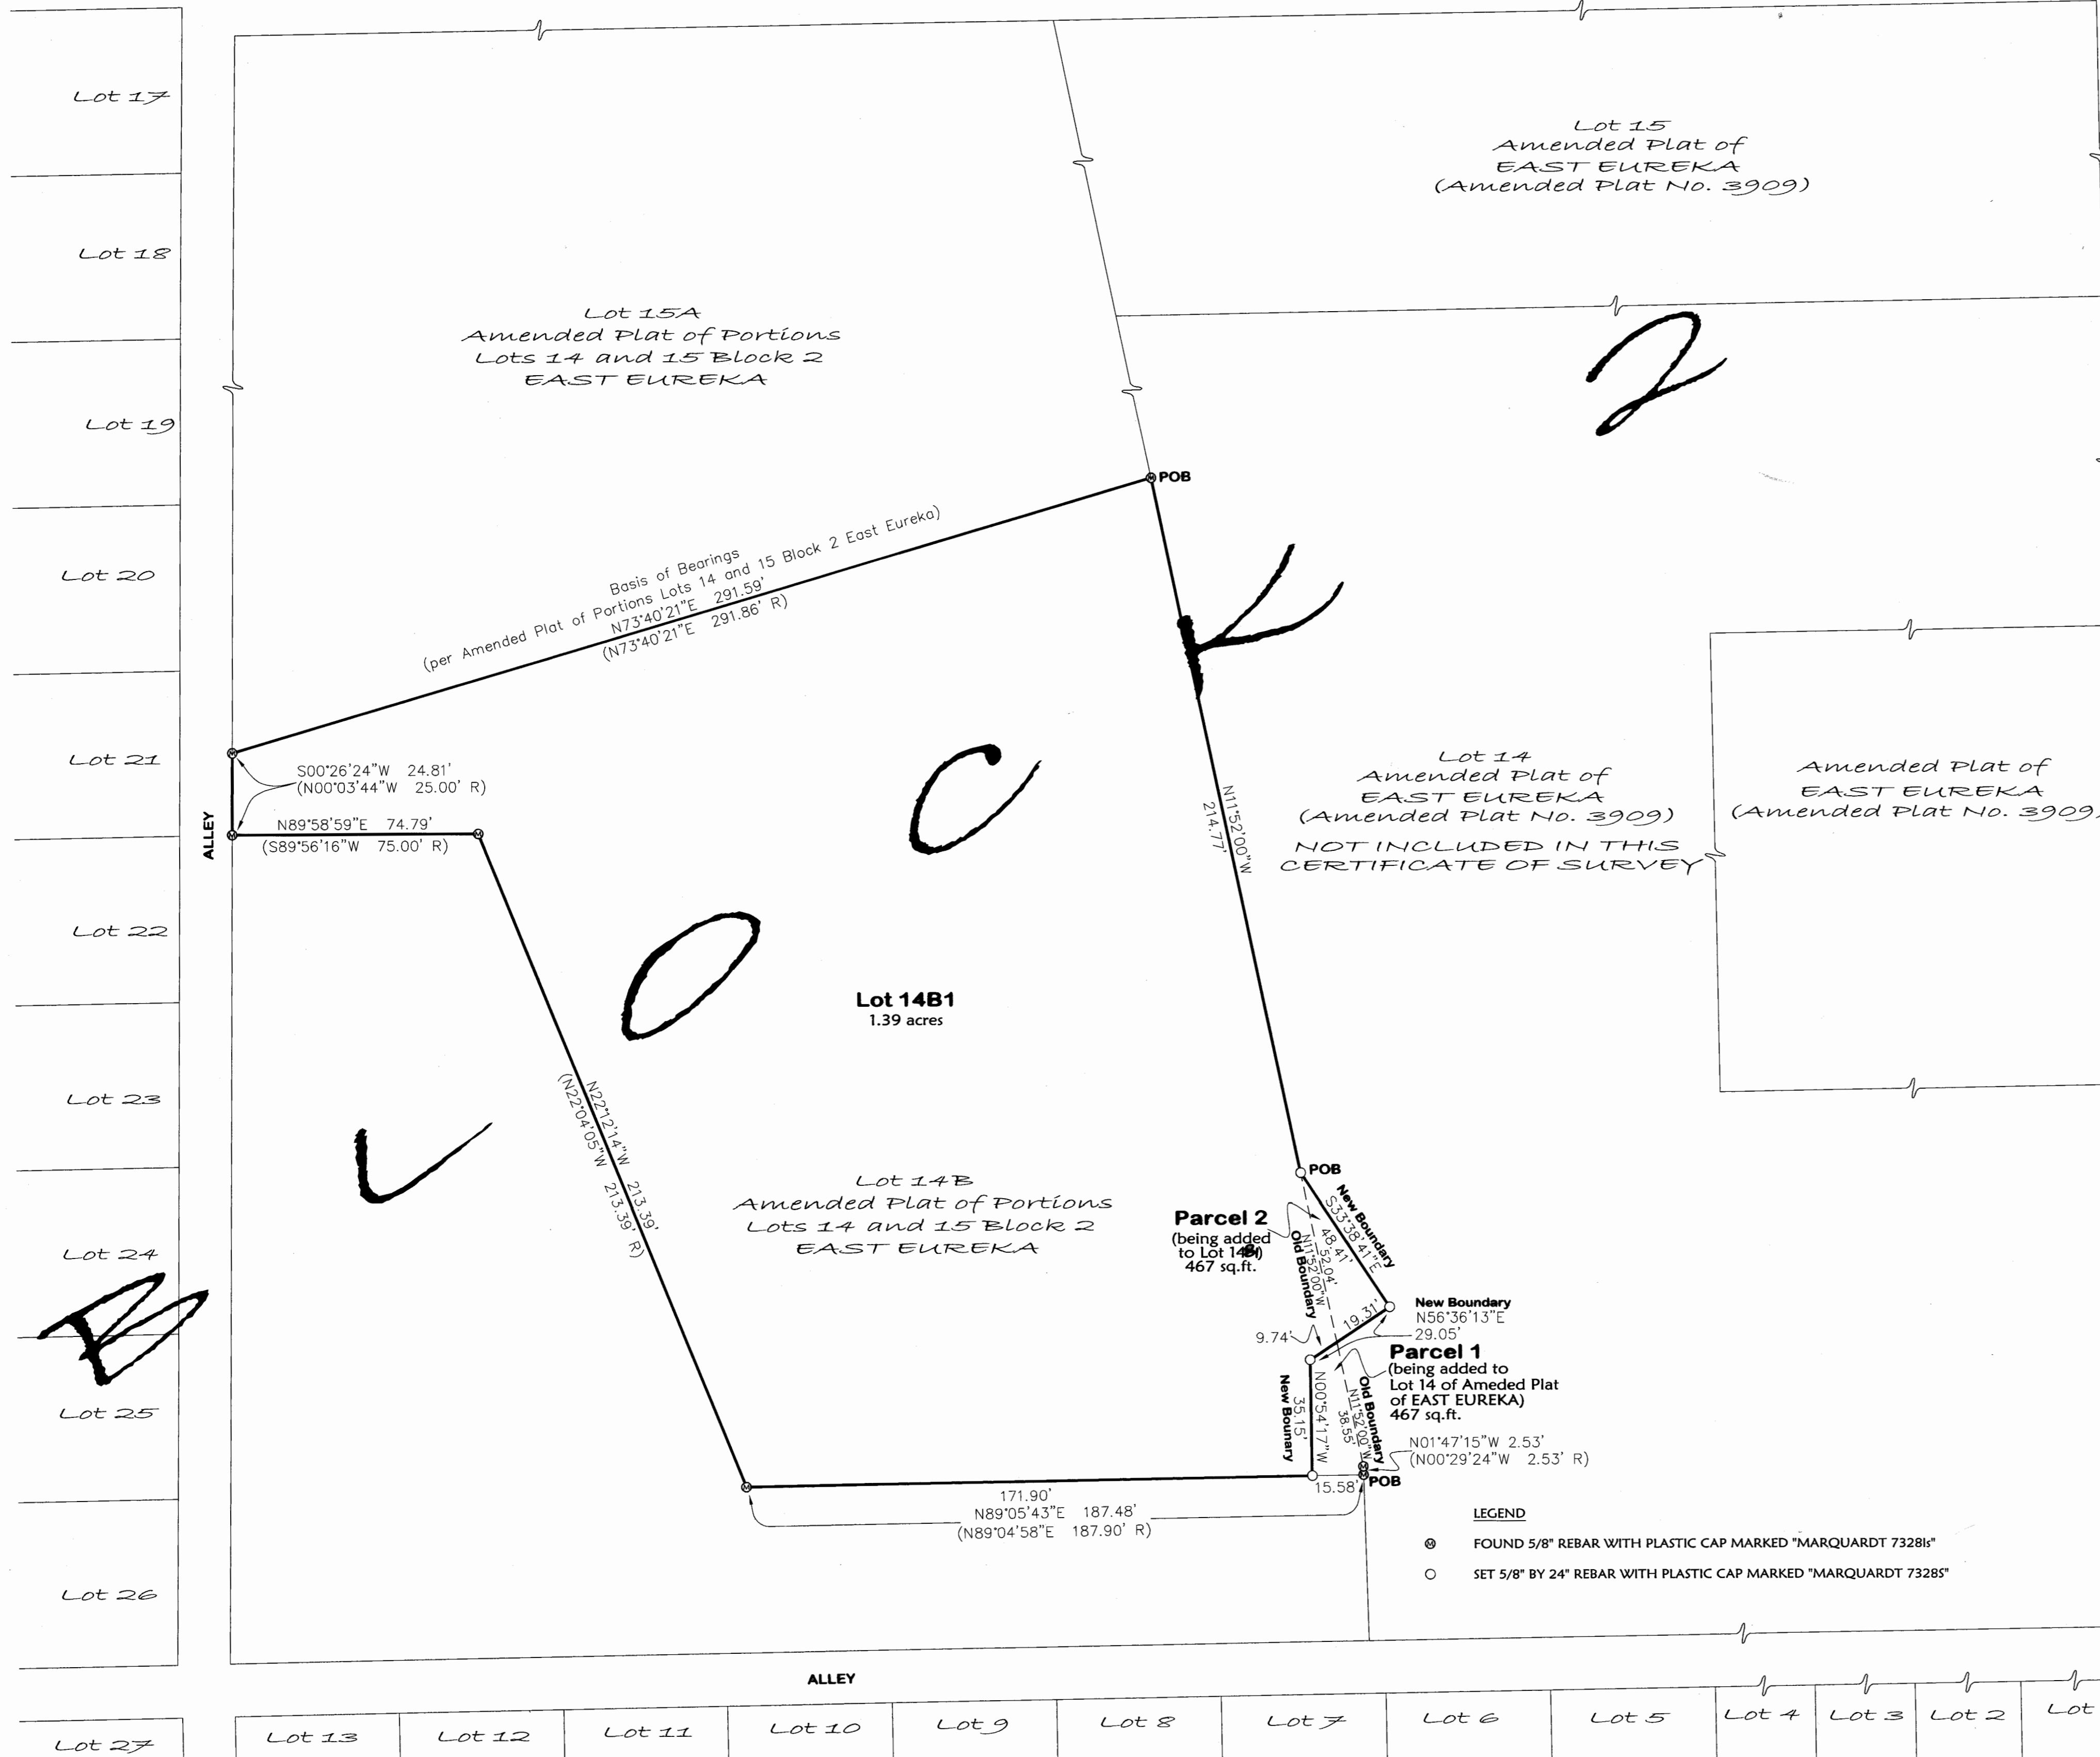 Lot 17
Lot 18
Lot 19
Lot 20
Lot 21
Lot 22
Lot 23
Lot 24
Lot 25
Lot 26
Lot 27
ALLEY
Lot 15A
Amended Plat of Portions
Lots 14 and 15 Block 2
EAST EUREKA
Lot 15
Amended Plat of
EAST EUREKA
(Amended Plat No. 3909)
B L O C K 2
POB
Basis of Bearings
(per Amended Plat of Portions Lots 14 and 15 Block 2 East Eureka)
N73°40'21"E 291.59'
(N73°40'21"E 291.86' R)
S00°26'24"W 24.81'
(N00°03'44"W 25.00' R)
N89°58'59"E 74.79'
(S89°56'16"W 75.00' R)
N11°52'00"W
214.77'
Lot 14
Amended Plat of
EAST EUREKA
(Amended Plat No. 3909)
NOT INCLUDED IN THIS
CERTIFICATE OF SURVEY
Amended Plat of
EAST EUREKA
(Amended Plat No. 3909)
Lot 14B1
1.39 acres
N22°12'14"W 213.39'
(N22°04'05"W 213.39' R)
Lot 14B
Amended Plat of Portions
Lots 14 and 15 Block 2
EAST EUREKA
POB
New Boundary
S33°38'41"E
48.41'
52.04'
N11°52'00"W
Old Boundary
Parcel 2
(being added
to Lot 14B1)
467 sq.ft.
New Boundary
N56°36'13"E
29.05'
19.31'
9.74'
Parcel 1
(being added to
Lot 14 of Ameded Plat
of EAST EUREKA)
467 sq.ft.
Old Boundary
N11°52'00"W
38.55'
N00°54'17"W
35.15'
New Bounary
N01°47'15"W 2.53'
(N00°29'24"W 2.53' R)
POB
15.58'
171.90'
N89°05'43"E 187.48'
(N89°04'58"E 187.90' R)
LEGEND
FOUND 5/8" REBAR WITH PLASTIC CAP MARKED "MARQUARDT 7328ls"
SET 5/8" BY 24" REBAR WITH PLASTIC CAP MARKED "MARQUARDT 7328S"
ALLEY
Lot 13
Lot 12
Lot 11
Lot 10
Lot 9
Lot 8
Lot 7
Lot 6
Lot 5
Lot 4
Lot 3
Lot 2
Lot